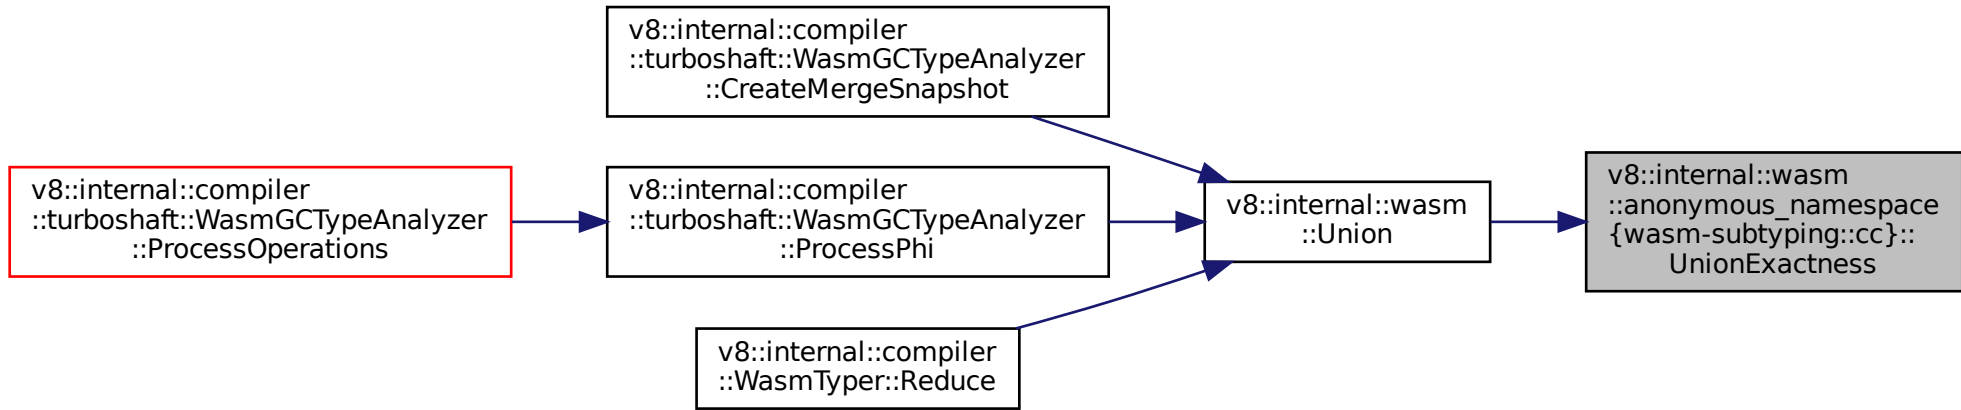 v8::internal::compiler
::turboshaft::WasmGCTypeAnalyzer
::CreateMergeSnapshot
v8::internal::compiler
::turboshaft::WasmGCTypeAnalyzer
::ProcessOperations
v8::internal::compiler
::turboshaft::WasmGCTypeAnalyzer
::ProcessPhi
v8::internal::compiler
::WasmTyper::Reduce
v8::internal::wasm
::Union
v8::internal::wasm
::anonymous_namespace
{wasm-subtyping::cc}::
UnionExactness